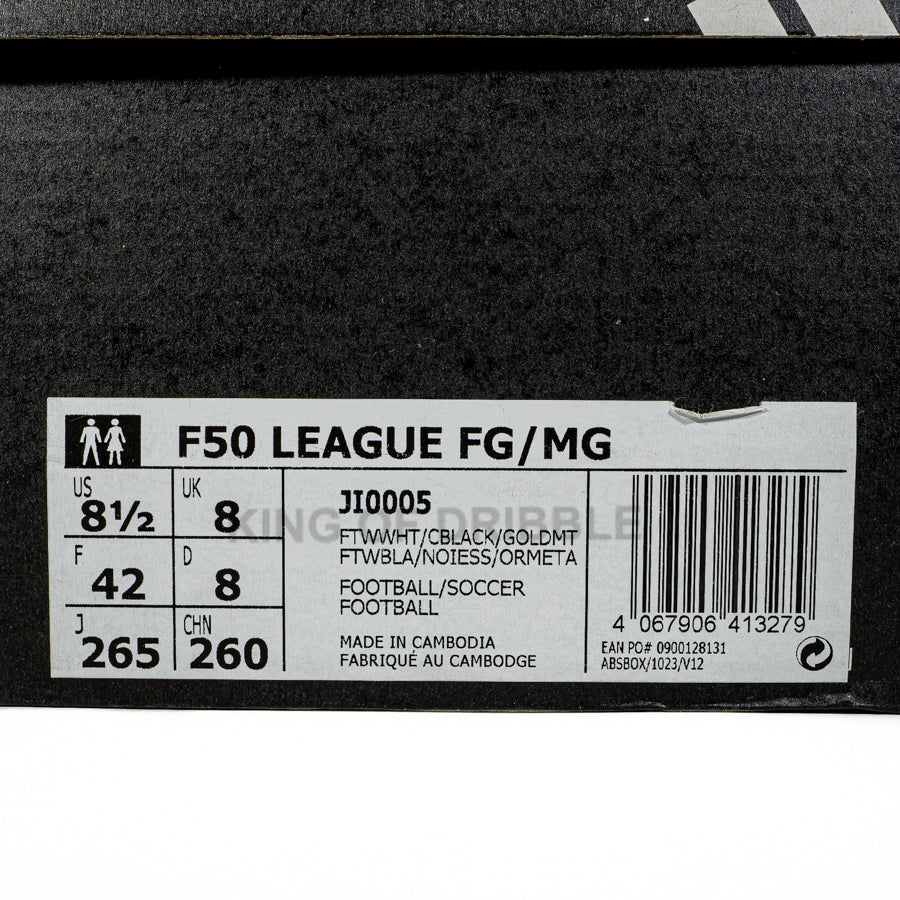 F50 LEAGUE FG/MG
US 8½ UK 8
F 42 D 8
J 265 CHN 260
JI0005
KING OF DRIBBLE
FTWWHT/CBLACK/GOLDMT
FTWBLA/NOIESS/ORMETA
FOOTBALL/SOCCER
FOOTBALL
MADE IN CAMBODIA
FABRIQUÉ AU CAMBODGE
4 067906 413279
EAN PO# 0900128131
ABSBOX/1023/V12